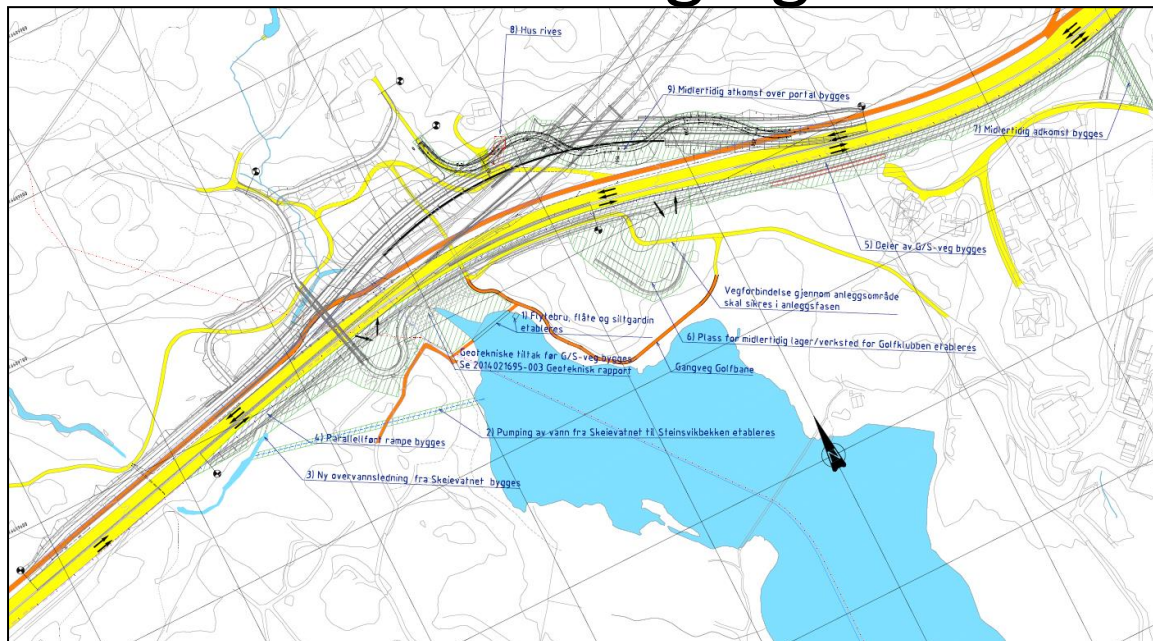 8) Hus rives
9) Midlertidig atkomst over portal bygges
7) Midlertidig adkomst bygges
5) Deler av G/S-veg bygges
Vegforbindelse gjennom anleggsområde
skal sikres i anleggsfasen
1) Flytebru, flåte og siltgardin
etableres
6) Plass for midlertidig lager/verksted for Golfklubben etableres
Geotekniske tiltak før G/S-veg bygges
Se 2014021695-003 Geoteknisk rapport
Gangveg Golfbane
4) Parallellført rampe bygges
2) Pumping av vann fra Skeievatnet til Steinsvikbekken etableres
3) Ny overvannsledning fra Skeievatnet bygges